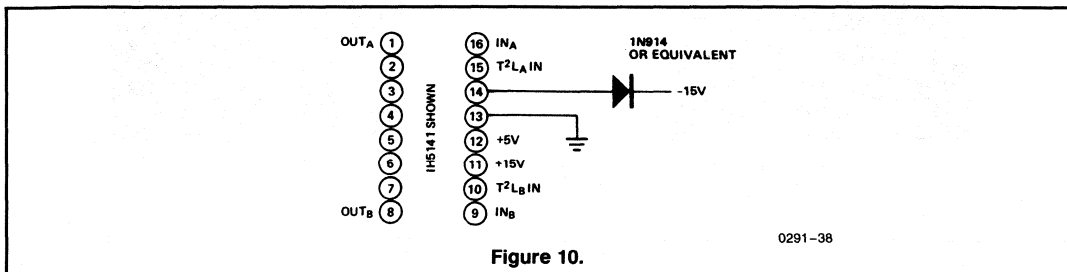 OUTA 1
2
3
4
5
6
7
OUTB 8
IH5141 SHOWN
16 INA
15 T²LA IN
14
13
12 +5V
11 +15V
10 T²LB IN
9 INB
1N914
OR EQUIVALENT
-15V
0291-38
Figure 10.